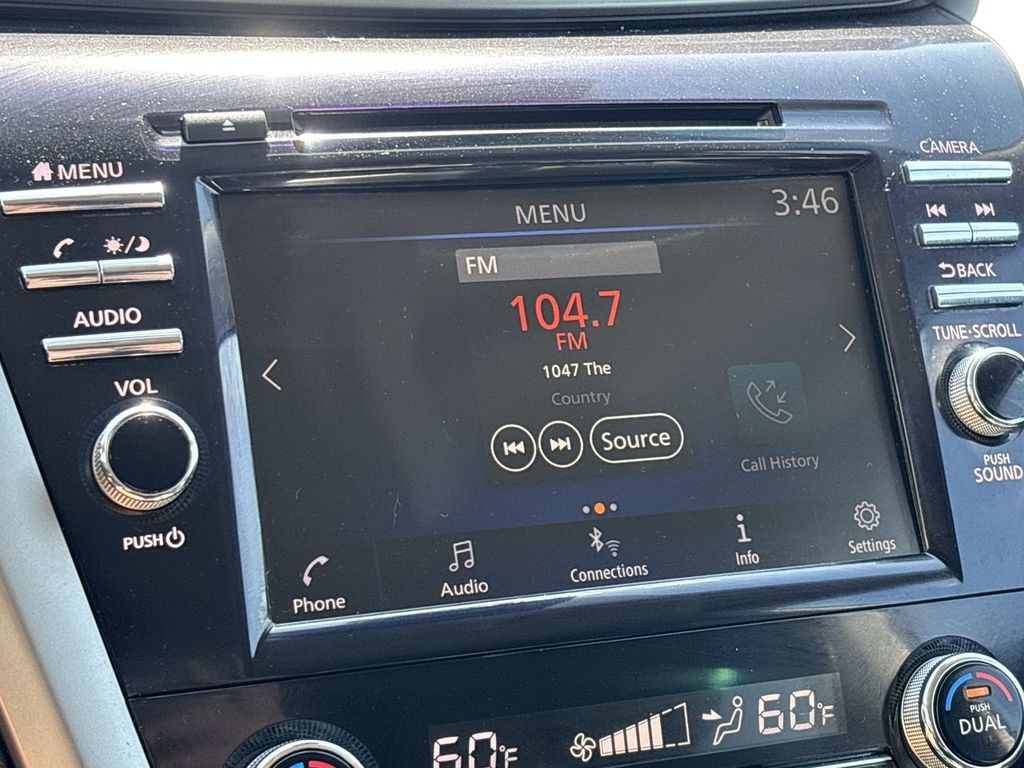 MENU
CAMERA
MENU
3:46
FM
BACK
AUDIO
104.7
FM
TUNE·SCROLL
1047 The
Country
VOL
Source
Call History
PUSH
SOUND
PUSH
Phone
Audio
Connections
Info
Settings
60°F
60°F
PUSH
DUAL